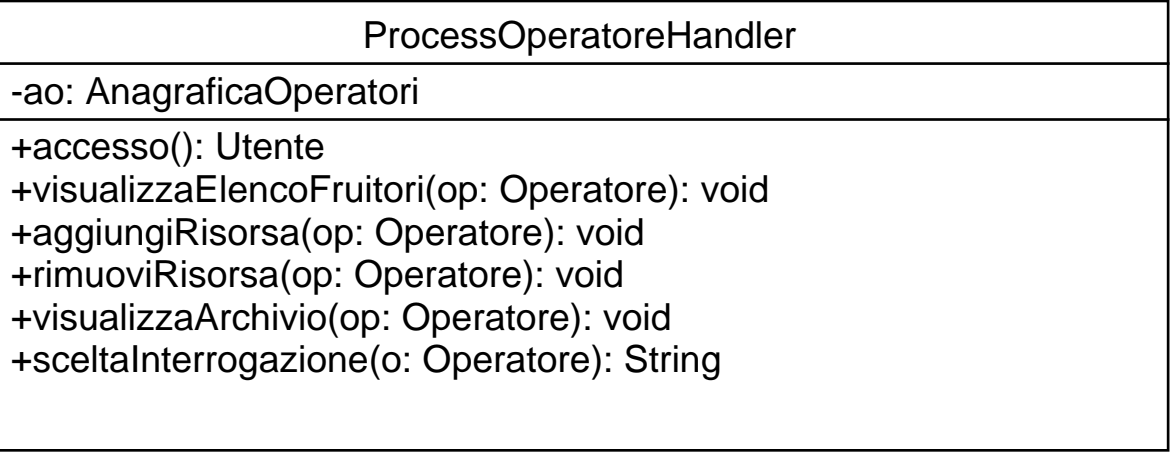 ProcessOperatoreHandler
-ao: AnagraficaOperatori
+accesso(): Utente
+visualizzaElencoFruitori(op: Operatore): void
+aggiungiRisorsa(op: Operatore): void
+rimuoviRisorsa(op: Operatore): void
+visualizzaArchivio(op: Operatore): void
+sceltaInterrogazione(o: Operatore): String